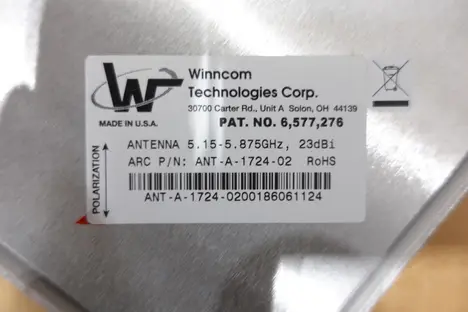 W
Winncom
Technologies Corp.
30700 Carter Rd., Unit A Solon, OH 44139
MADE IN U.S.A.
PAT. NO. 6,577,276
POLARIZATION
ANTENNA 5.15-5.875GHz, 23dBi
ARC P/N: ANT-A-1724-02 RoHS
ANT-A-1724-0200186061124